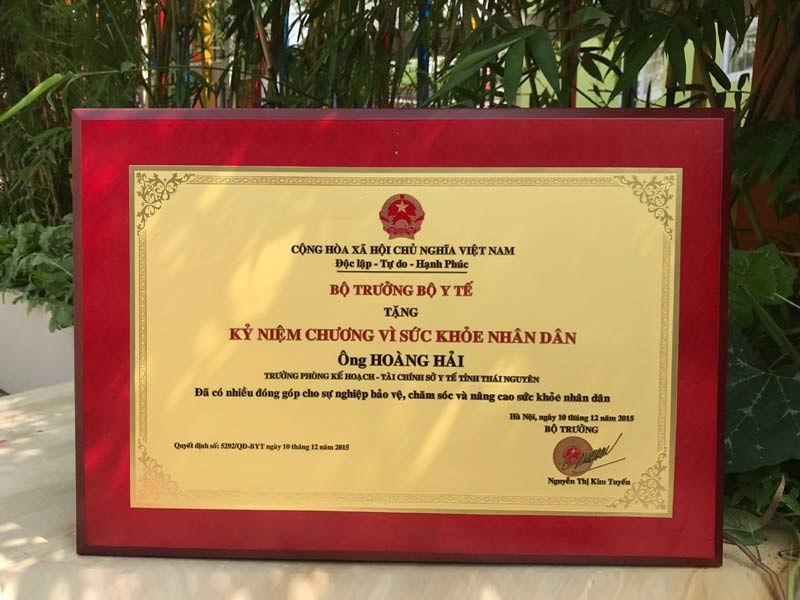 CỘNG HÒA XÃ HỘI CHỦ NGHĨA VIỆT NAM
Độc lập - Tự do - Hạnh Phúc
BỘ TRƯỞNG BỘ Y TẾ
TẶNG
KỶ NIỆM CHƯƠNG VÌ SỨC KHỎE NHÂN DÂN
Ông HOÀNG HẢI
TRƯỞNG PHÒNG KẾ HOẠCH - TÀI CHÍNH SỞ Y TẾ TỈNH THÁI NGUYÊN
Đã có nhiều đóng góp cho sự nghiệp bảo vệ, chăm sóc và nâng cao sức khoẻ nhân dân
Hà Nội, ngày 10 tháng 12 năm 2015
BỘ TRƯỞNG
Quyết định số: 5292/QĐ-BYT ngày 10 tháng 12 năm 2015
Nguyễn Thị Kim Tuyến